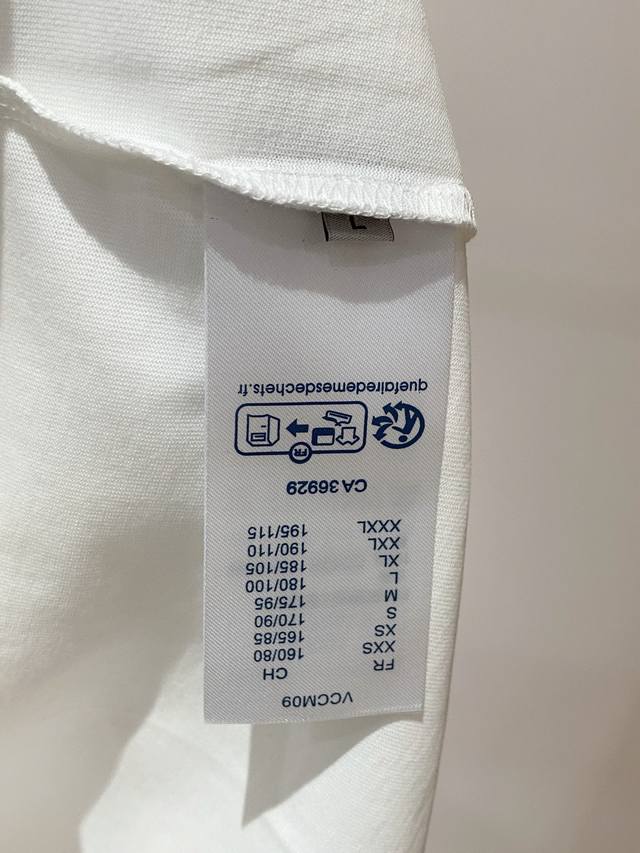 VCCM09
FR CH
XXS 160/80
XS 165/85
S 170/90
M 175/95
L 180/100
XL 185/105
XXL 190/110
XXXL 195/115
CA 36929
FR
quefairedemesdechets.fr
L